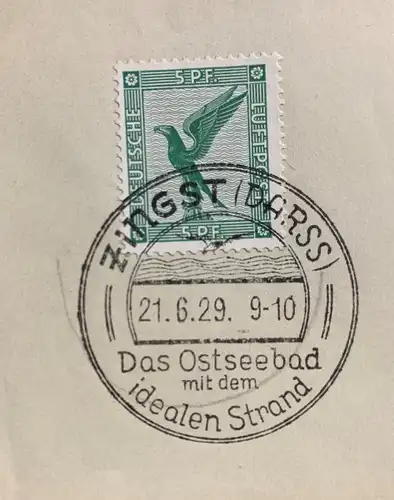 5 PF.
DEUTSCHE
LUFTPOST
5 PF.
ZINGST (DARSS)
21.6.29. 9-10
Das Ostseebad
mit dem
idealen Strand